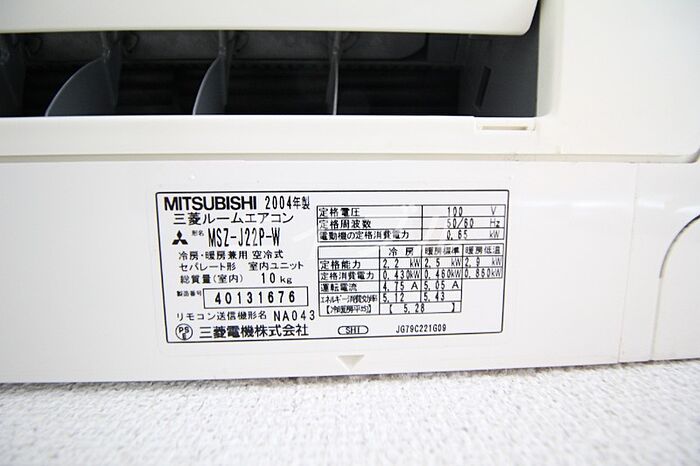 MITSUBISHI 2004年製
三菱ルームエアコン
形名 MSZ-J22P-W
冷房・暖房兼用 空冷式
セパレート形 室内ユニット
総質量(室内) 10kg
製造番号 40131676
リモコン送信機形名 NA043
PS E 三菱電機株式会社
定格電圧 100 V
定格周波数 50/60 Hz
電動機の定格消費電力 0.65 kW
冷房 暖房標準 暖房低温
定格能力 2.2 kW 2.5 kW 2.9 kW
定格消費電力 0.430kW 0.460kW 0.860kW
運転電流 4.75 A 5.05 A
エネルギー消費効率 5.12 5.43
【冷暖房平均】 [ 5.28 ]
SHI JG79C221G09